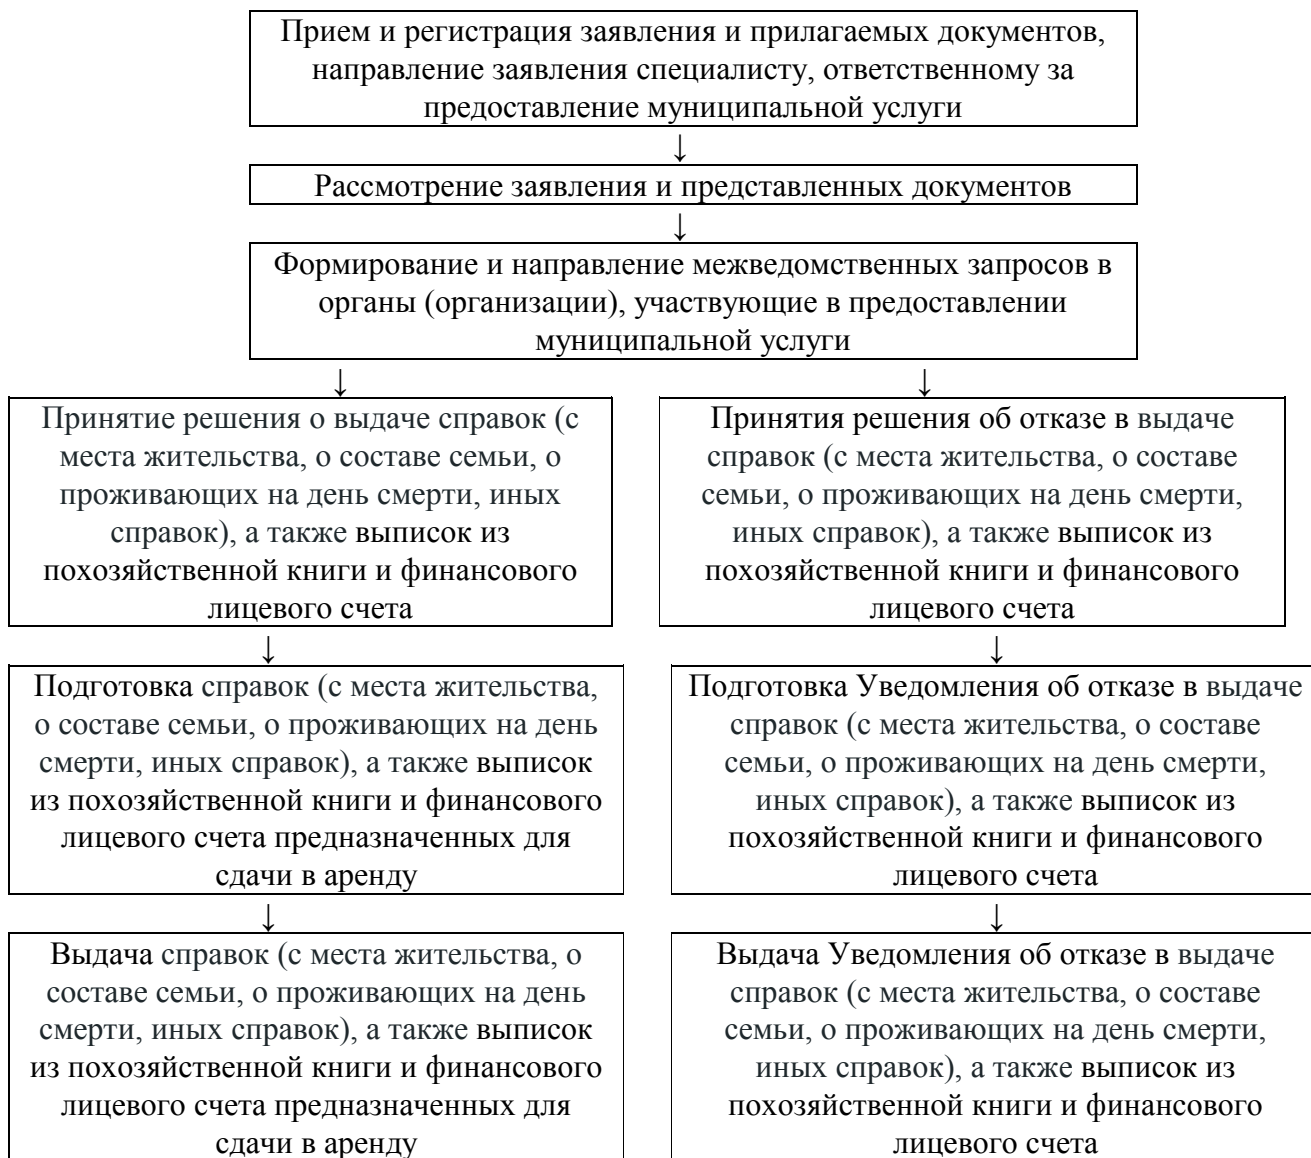 Прием и регистрация заявления и прилагаемых документов,
направление заявления специалисту, ответственному за
предоставление муниципальной услуги
↓
Рассмотрение заявления и представленных документов
↓
Формирование и направление межведомственных запросов в
органы (организации), участвующие в предоставлении
муниципальной услуги
↓
↓
Принятие решения о выдаче справок (с
места жительства, о составе семьи, о
проживающих на день смерти, иных
справок), а также выписок из
похозяйственной книги и финансового
лицевого счета
↓
Подготовка справок (с места жительства,
о составе семьи, о проживающих на день
смерти, иных справок), а также выписок
из похозяйственной книги и финансового
лицевого счета предназначенных для
сдачи в аренду
↓
Выдача справок (с места жительства, о
составе семьи, о проживающих на день
смерти, иных справок), а также выписок
из похозяйственной книги и финансового
лицевого счета предназначенных для
сдачи в аренду
Принятия решения об отказе в выдаче
справок (с места жительства, о составе
семьи, о проживающих на день смерти,
иных справок), а также выписок из
похозяйственной книги и финансового
лицевого счета
↓
Подготовка Уведомления об отказе в выдаче
справок (с места жительства, о составе
семьи, о проживающих на день смерти,
иных справок), а также выписок из
похозяйственной книги и финансового
лицевого счета
↓
Выдача Уведомления об отказе в выдаче
справок (с места жительства, о составе
семьи, о проживающих на день смерти,
иных справок), а также выписок из
похозяйственной книги и финансового
лицевого счета